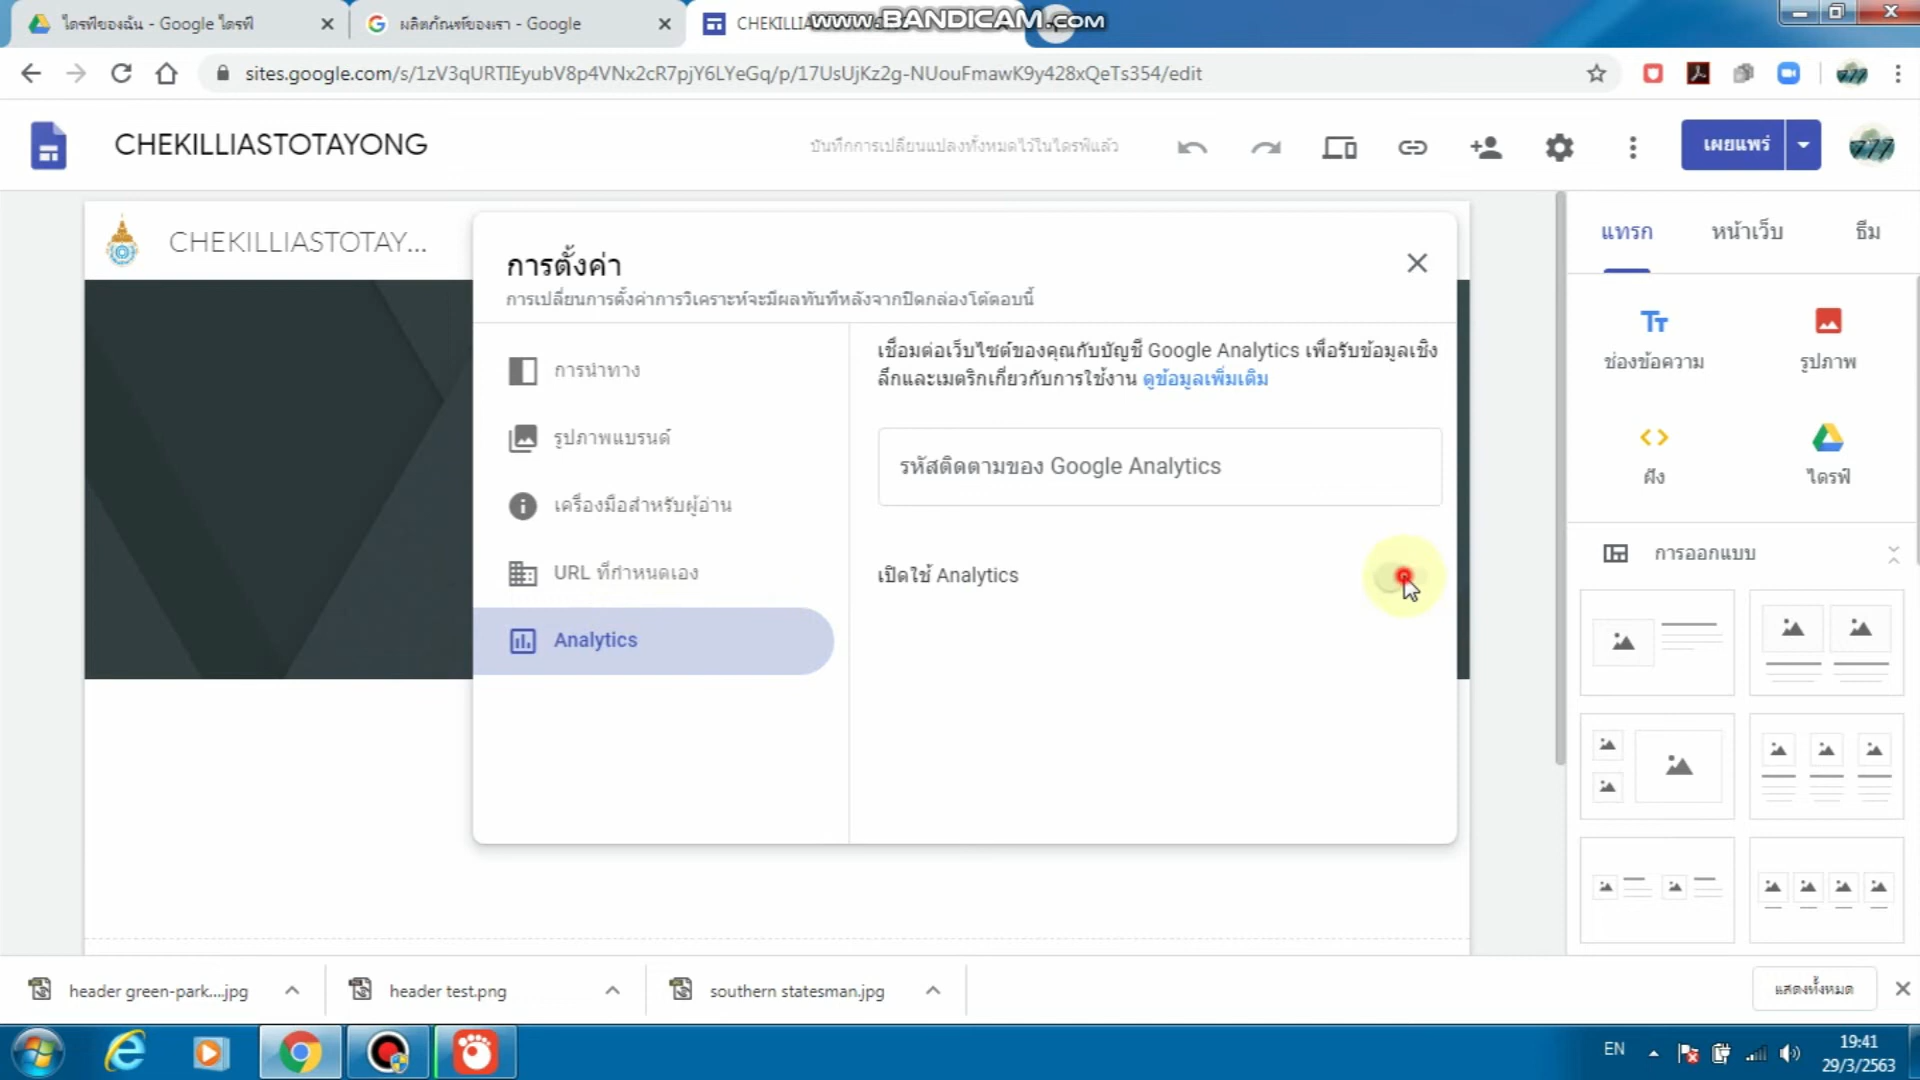 ไดรฟ์ของฉัน - Google ไดรฟ์
ผลิตภัณฑ์ของเรา - Google
CHEKILLIA
www.BANDICAM.COM
sites.google.com/s/1zV3qURTIEyubV8p4VNx2cR7pjY6LYeGq/p/17UsUjKz2g-NUouFmawK9y428xQeTs354/edit
CHEKILLIASTOTAYONG
บันทึกการเปลี่ยนแปลงทั้งหมดไว้ในไดรฟ์แล้ว
เผยแพร่
CHEKILLIASTOTAY...
การตั้งค่า
การเปลี่ยนการตั้งค่าการวิเคราะห์จะมีผลทันทีหลังจากปิดกล่องโต้ตอบนี้
การนำทาง
รูปภาพแบรนด์
เครื่องมือสำหรับผู้อ่าน
URL ที่กำหนดเอง
Analytics
เชื่อมต่อเว็บไซต์ของคุณกับบัญชี Google Analytics เพื่อรับข้อมูลเชิง
ลึกและเมตริกเกี่ยวกับการใช้งาน ดูข้อมูลเพิ่มเติม
รหัสติดตามของ Google Analytics
เปิดใช้ Analytics
แทรก
หน้าเว็บ
ธีม
ช่องข้อความ
รูปภาพ
ฝัง
ไดรฟ์
การออกแบบ
header green-park....jpg
header test.png
southern statesman.jpg
แสดงทั้งหมด
EN
19:41
29/3/2563